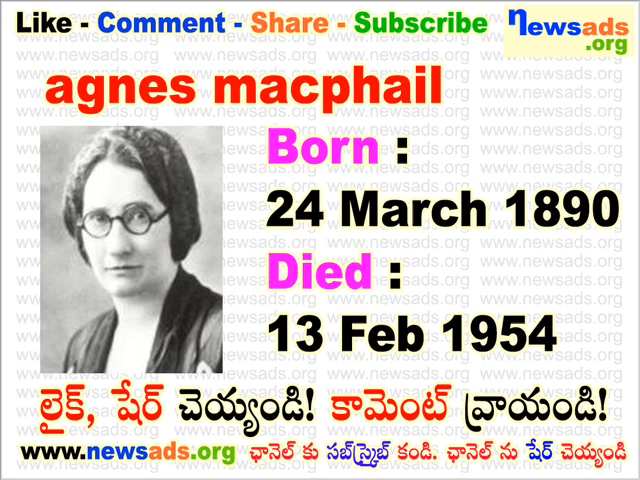 Like - Comment - Share - Subscribe
newsads
.org
agnes macphail
Born :
24 March 1890
Died :
13 Feb 1954
లైక్, షేర్ చెయ్యండి! కామెంట్ వ్రాయండి!
www.newsads.org ఛానెల్ కు సబ్‌స్క్రైబ్ కండి. ఛానెల్ ను షేర్ చెయ్యండి